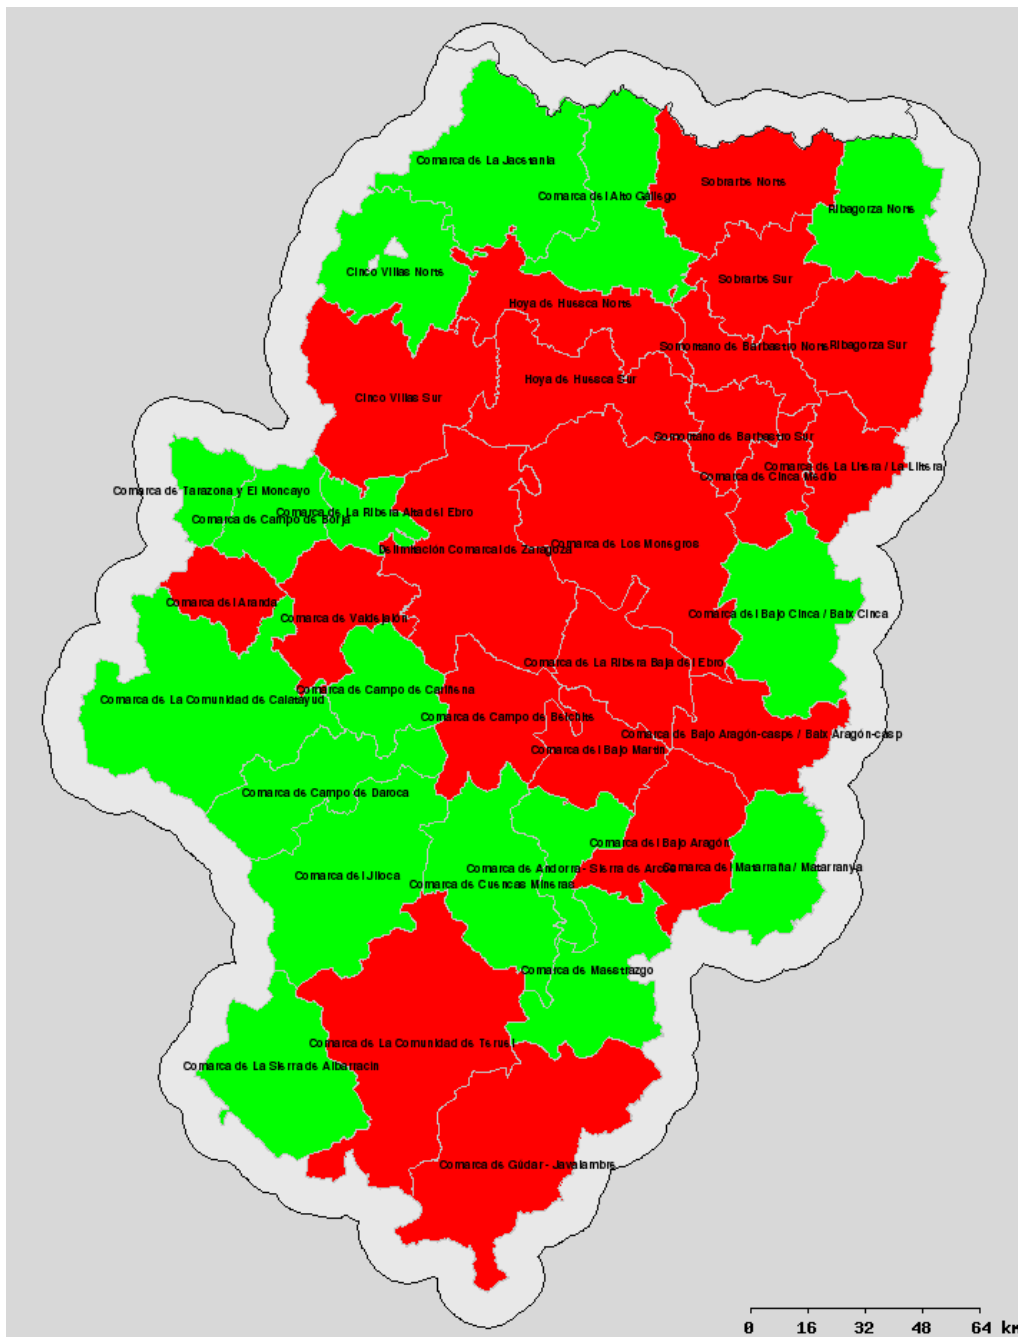 Comarca de La Jacetania
Sobrarbe Norte
Comarca del Alto Gállego
Ribagorza Norte
Cinco Villas Norte
Sobrarbe Sur
Hoya de Huesca Norte
Somontano de Barbastro Norte
Ribagorza Sur
Hoya de Huesca Sur
Cinco Villas Sur
Somontano de Barbastro Sur
Comarca de La Litera / La Llitera
Comarca de Cinca Medio
Comarca de Tarazona y El Moncayo
Comarca de La Ribera Alta del Ebro
Comarca de Campo de Borja
Delimitación Comarcal de Zaragoza
Comarca de Los Monegros
Comarca del Aranda
Comarca de Valdejalón
Comarca del Bajo Cinca / Baix Cinca
Comarca de La Ribera Baja del Ebro
Comarca de Campo de Cariñena
Comarca de La Comunidad de Calatayud
Comarca de Campo de Belchite
Comarca de Bajo Aragón-caspe / Baix Aragón-casp
Comarca del Bajo Martín
Comarca de Campo de Daroca
Comarca del Bajo Aragón
Comarca de Andorra - Sierra de Arcos
Comarca del Matarraña / Matarranya
Comarca del Jiloca
Comarca de Cuencas Mineras
Comarca de Maestrazgo
Comarca de La Comunidad de Teruel
Comarca de La Sierra de Albarracín
Comarca de Gúdar - Javalambre
0 16 32 48 64 km